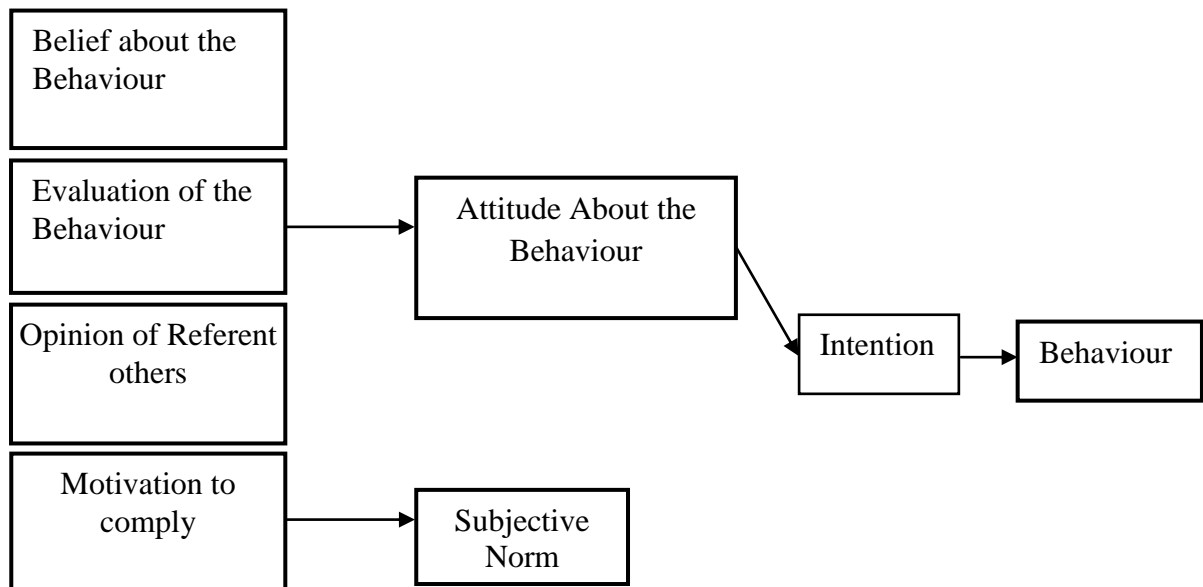 Belief about the
Behaviour
Evaluation of the
Behaviour
Opinion of Referent
others
Motivation to
comply
Attitude About the
Behaviour
Subjective
Norm
Intention
Behaviour